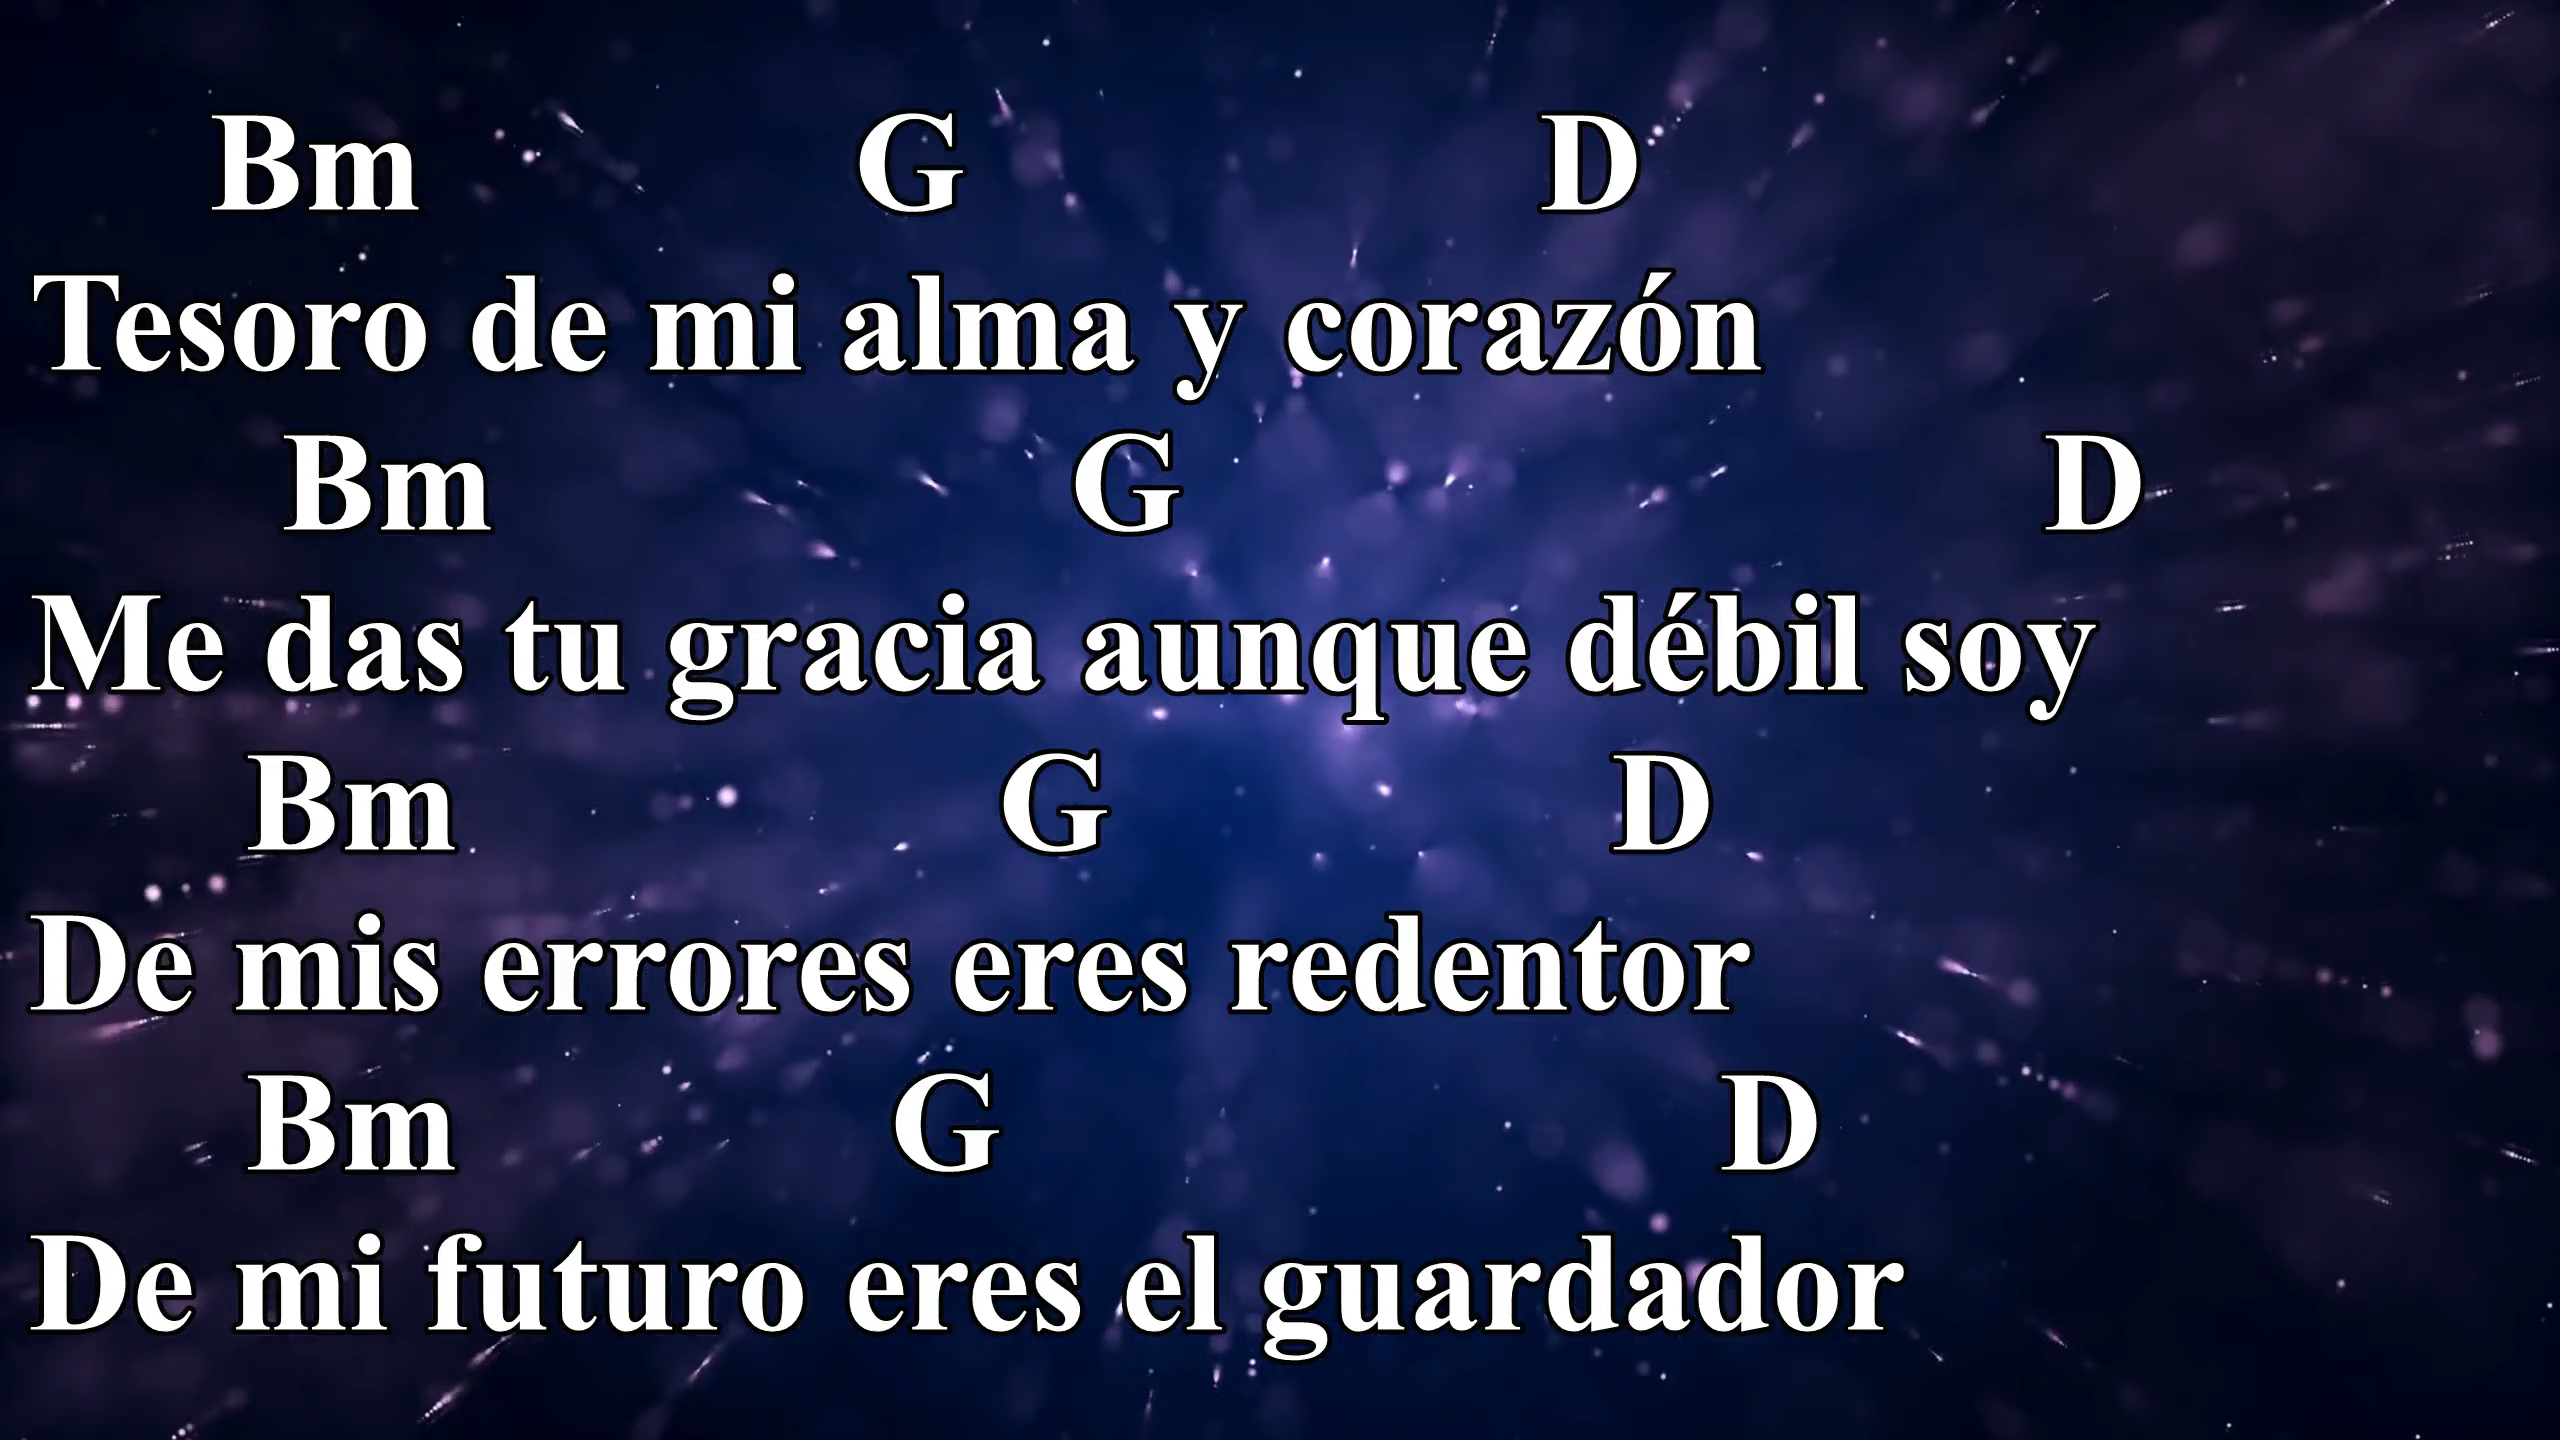 Bm G D
Tesoro de mi alma y corazón
Bm G D
Me das tu gracia aunque débil soy
Bm G D
De mis errores eres redentor
Bm G D
De mi futuro eres el guardador